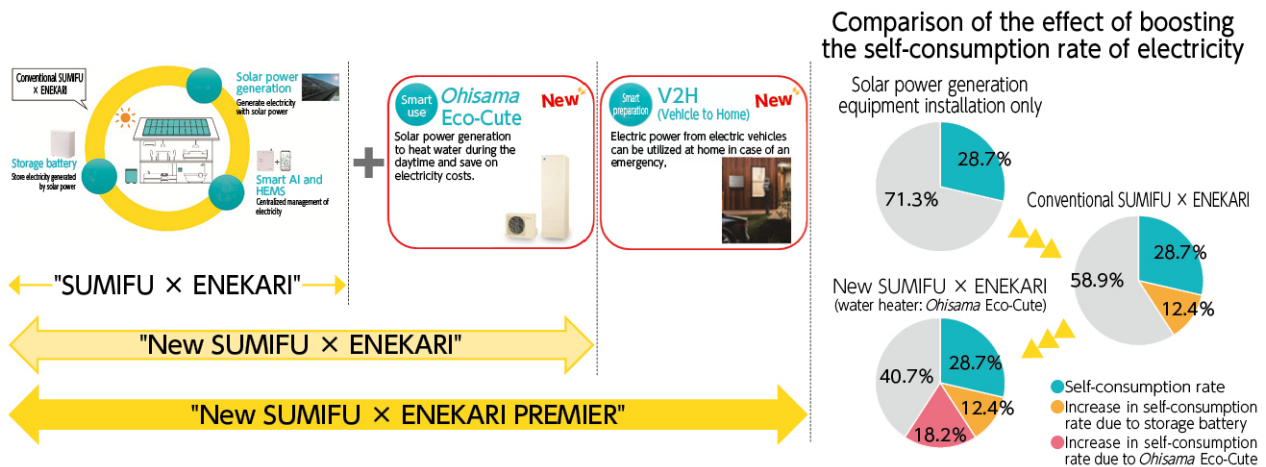 Conventional SUMIFU
× ENEKARI
Solar power
generation
Generate electricity
with solar power
Storage battery
Store electricity generated
by solar power
Smart AI and
HEMS
Centralized management of
electricity
+
Smart
use
Ohisama
Eco-Cute
New
Solar power generation
to heat water during the
daytime and save on
electricity costs.
Smart
preparation
V2H
(Vehicle to Home)
New
Electric power from electric vehicles
can be utilized at home in case of an
emergency.
"SUMIFU × ENEKARI"
"New SUMIFU × ENEKARI"
"New SUMIFU × ENEKARI PREMIER"
Comparison of the effect of boosting
the self-consumption rate of electricity
Solar power generation
equipment installation only
28.7%
71.3%
Conventional SUMIFU × ENEKARI
28.7%
58.9%
12.4%
New SUMIFU × ENEKARI
(water heater: Ohisama Eco-Cute)
28.7%
40.7%
12.4%
18.2%
Self-consumption rate
Increase in self-consumption
rate due to storage battery
Increase in self-consumption
rate due to Ohisama Eco-Cute